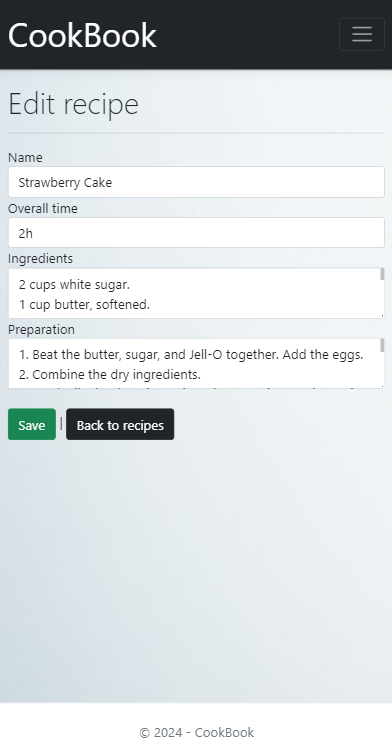 CookBook
Edit recipe
Name
Strawberry Cake
Overall time
2h
Ingredients
2 cups white sugar.
1 cup butter, softened.
Preparation
1. Beat the butter, sugar, and Jell-O together. Add the eggs.
2. Combine the dry ingredients.
Save | Back to recipes
© 2024 - CookBook